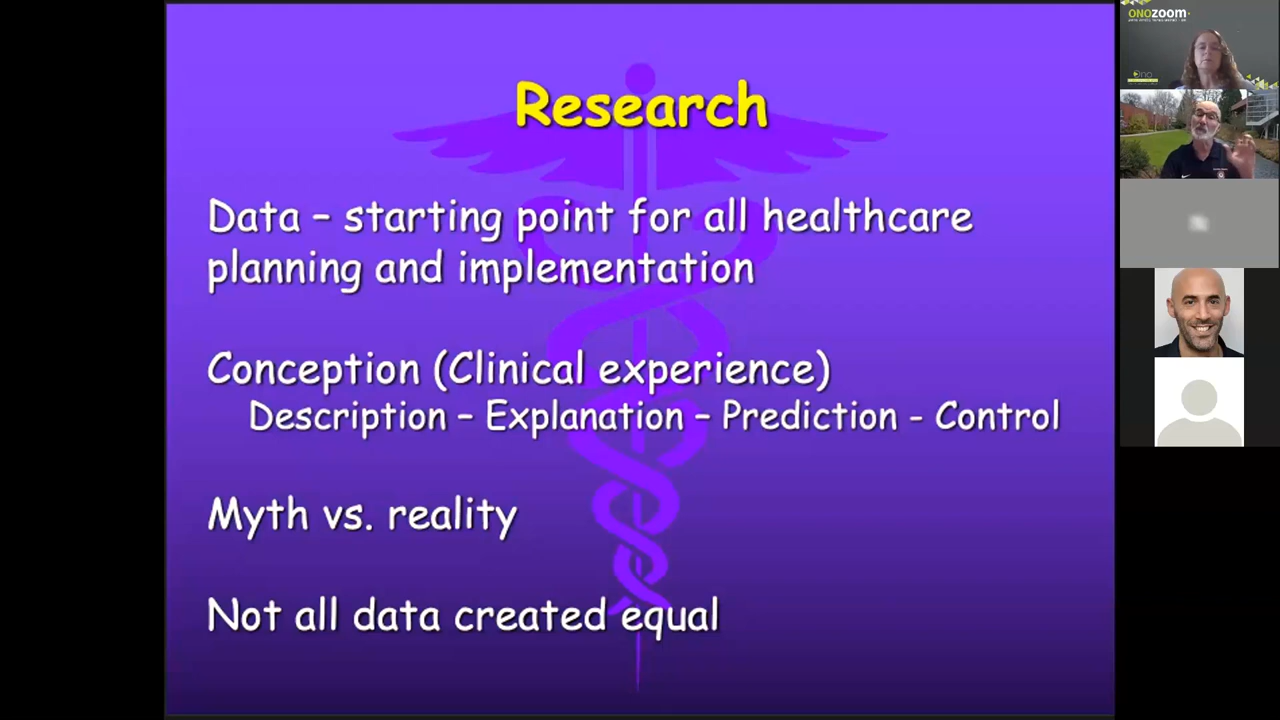 Research
Data – starting point for all healthcare
planning and implementation
Conception (Clinical experience)
Description – Explanation – Prediction - Control
Myth vs. reality
Not all data created equal
ONOZOOM
Ono